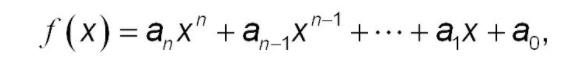 f(x) = aₙxⁿ + aₙ₋₁xⁿ⁻¹ + ⋯ + a₁x + a₀,